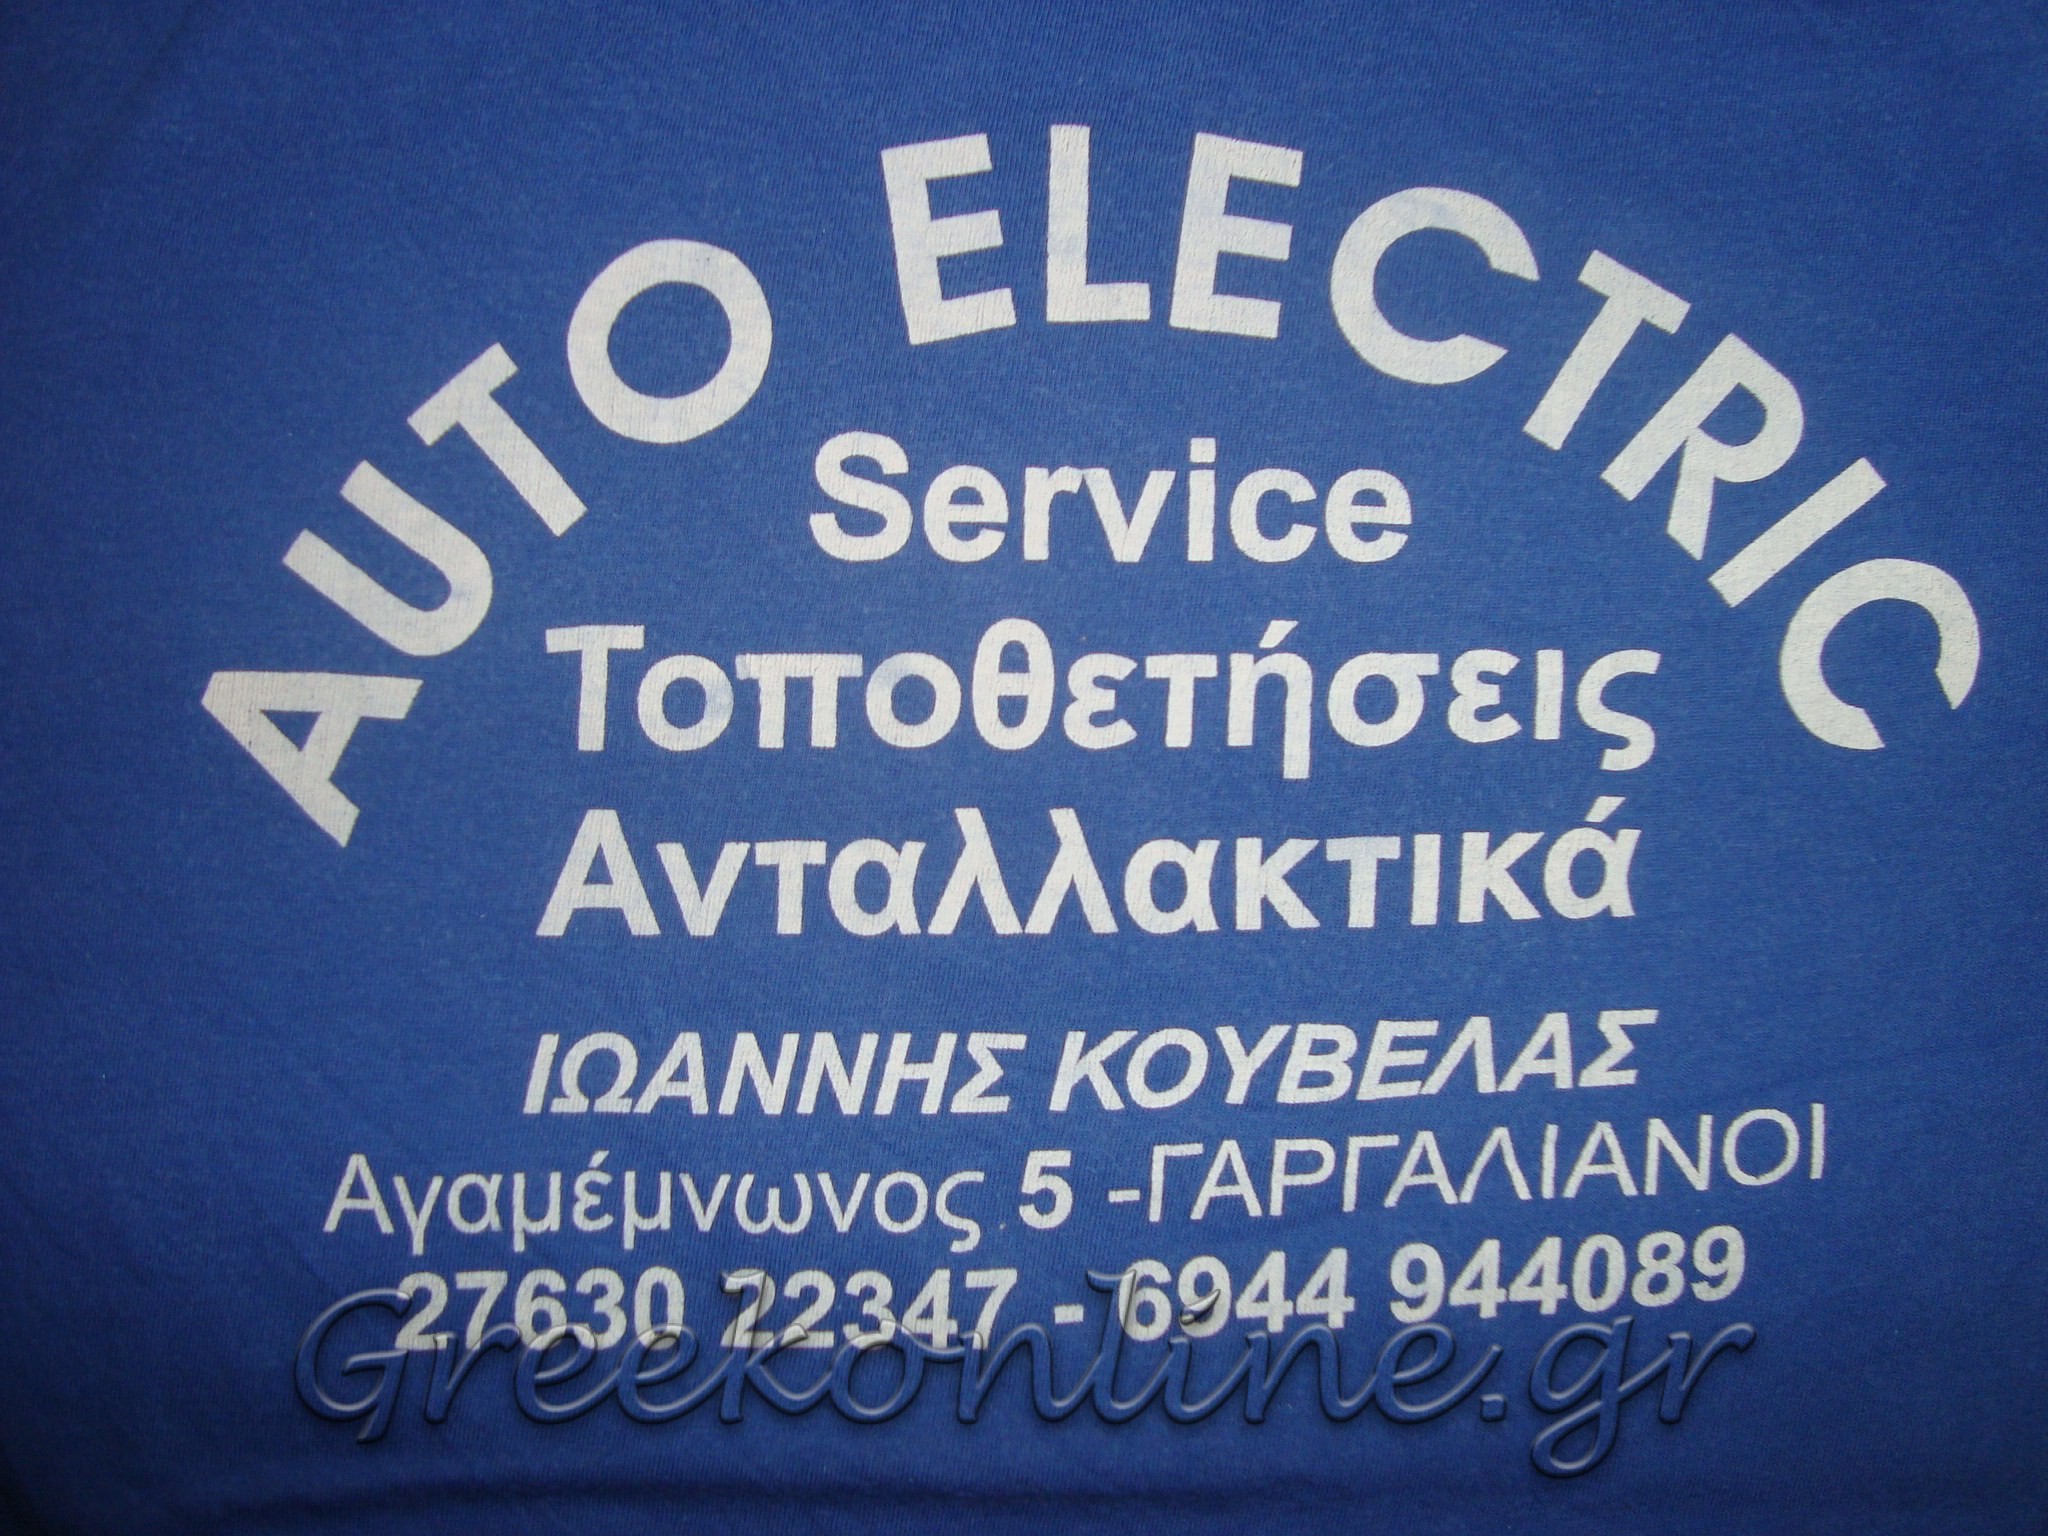 AUTO ELECTRIC
Service
Τοποθετήσεις
Ανταλλακτικά
ΙΩΑΝΝΗΣ ΚΟΥΒΕΛΑΣ
Αγαμέμνωνος 5 -ΓΑΡΓΑΛΙΑΝΟΙ
27630 22347 - 6944 944089
Greekonline.gr